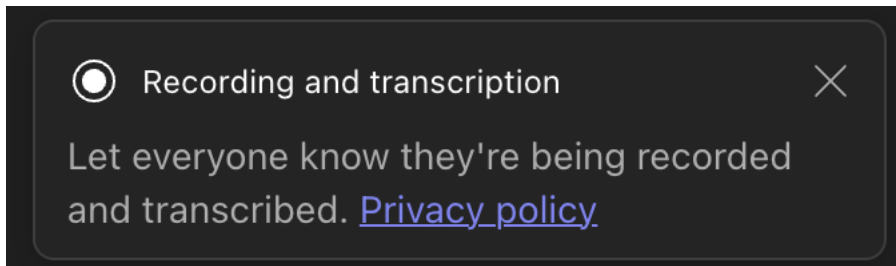 Recording and transcription
Let everyone know they're being recorded
and transcribed. Privacy policy